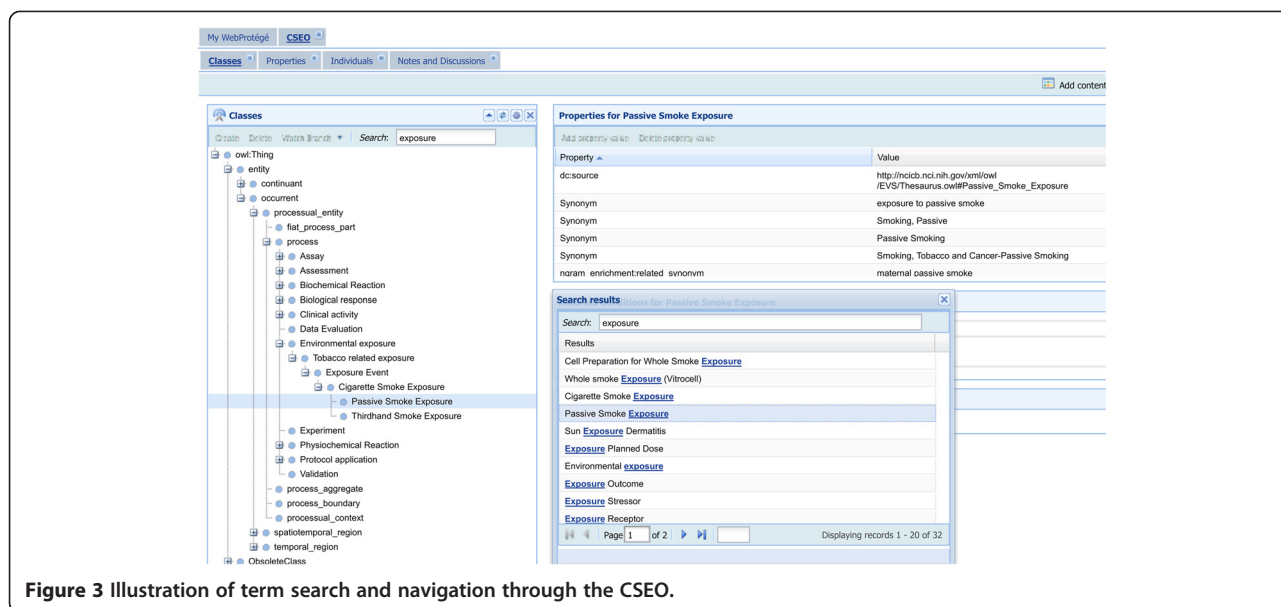 My WebProtégé CSEO
Classes Properties Individuals Notes and Discussions
Add content
Classes
Create Delete Watch Branch Search: exposure
owl:Thing
entity
continuant
occurrent
processual_entity
fiat_process_part
process
Assay
Assessment
Biochemical Reaction
Biological response
Clinical activity
Data Evaluation
Environmental exposure
Tobacco related exposure
Exposure Event
Cigarette Smoke Exposure
Passive Smoke Exposure
Thirdhand Smoke Exposure
Experiment
Physiochemical Reaction
Protocol application
Validation
process_aggregate
process_boundary
processual_context
spatiotemporal_region
temporal_region
ObsoleteClass
Properties for Passive Smoke Exposure
Add property value Delete property value
Property Value
dc:source http://ncicb.nci.nih.gov/xml/owl
/EVS/Thesaurus.owl#Passive_Smoke_Exposure
Synonym exposure to passive smoke
Synonym Smoking, Passive
Synonym Passive Smoking
Synonym Smoking, Tobacco and Cancer-Passive Smoking
ngram_enrichment:related_synonym maternal passive smoke
Search results ditions for Passive Smoke Exposure
Search: exposure
Results
Cell Preparation for Whole Smoke Exposure
Whole smoke Exposure (Vitrocell)
Cigarette Smoke Exposure
Passive Smoke Exposure
Sun Exposure Dermatitis
Exposure Planned Dose
Environmental exposure
Exposure Outcome
Exposure Stressor
Exposure Receptor
Page 1 of 2 Displaying records 1 - 20 of 32
Figure 3 Illustration of term search and navigation through the CSEO.